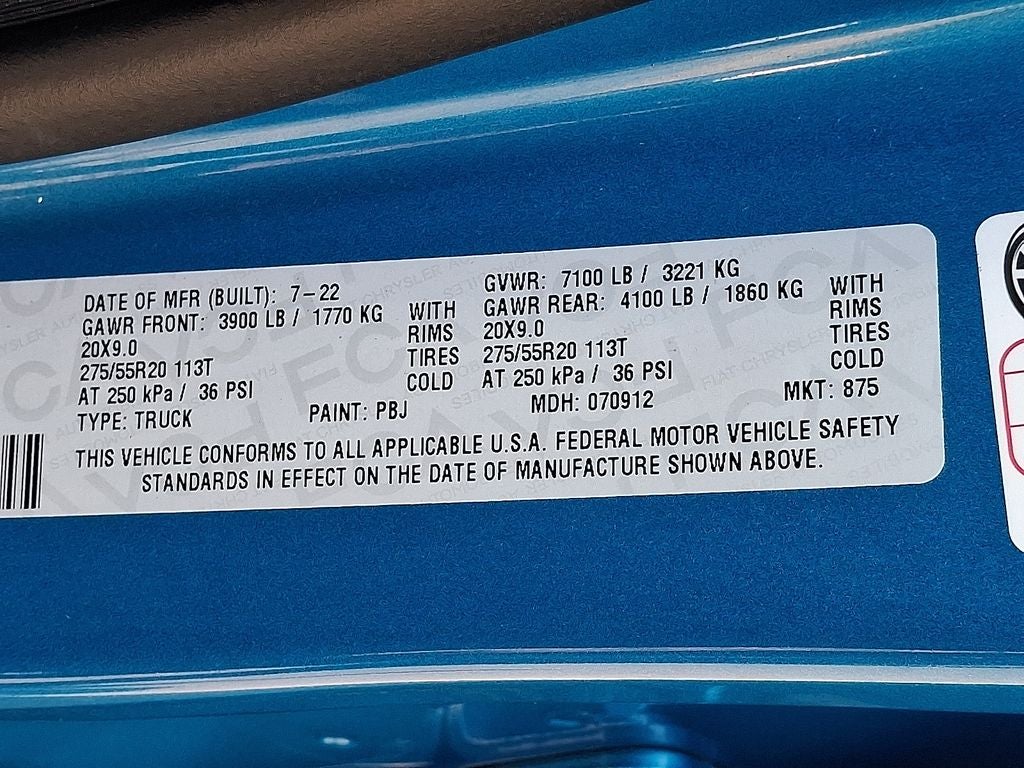 DATE OF MFR (BUILT): 7-22
GVWR: 7100 LB / 3221 KG
GAWR FRONT: 3900 LB / 1770 KG WITH
GAWR REAR: 4100 LB / 1860 KG WITH
20X9.0 RIMS
20X9.0 RIMS
275/55R20 113T TIRES
275/55R20 113T TIRES
AT 250 kPa / 36 PSI COLD
AT 250 kPa / 36 PSI COLD
TYPE: TRUCK PAINT: PBJ MDH: 070912 MKT: 875
THIS VEHICLE CONFORMS TO ALL APPLICABLE U.S.A. FEDERAL MOTOR VEHICLE SAFETY
STANDARDS IN EFFECT ON THE DATE OF MANUFACTURE SHOWN ABOVE.